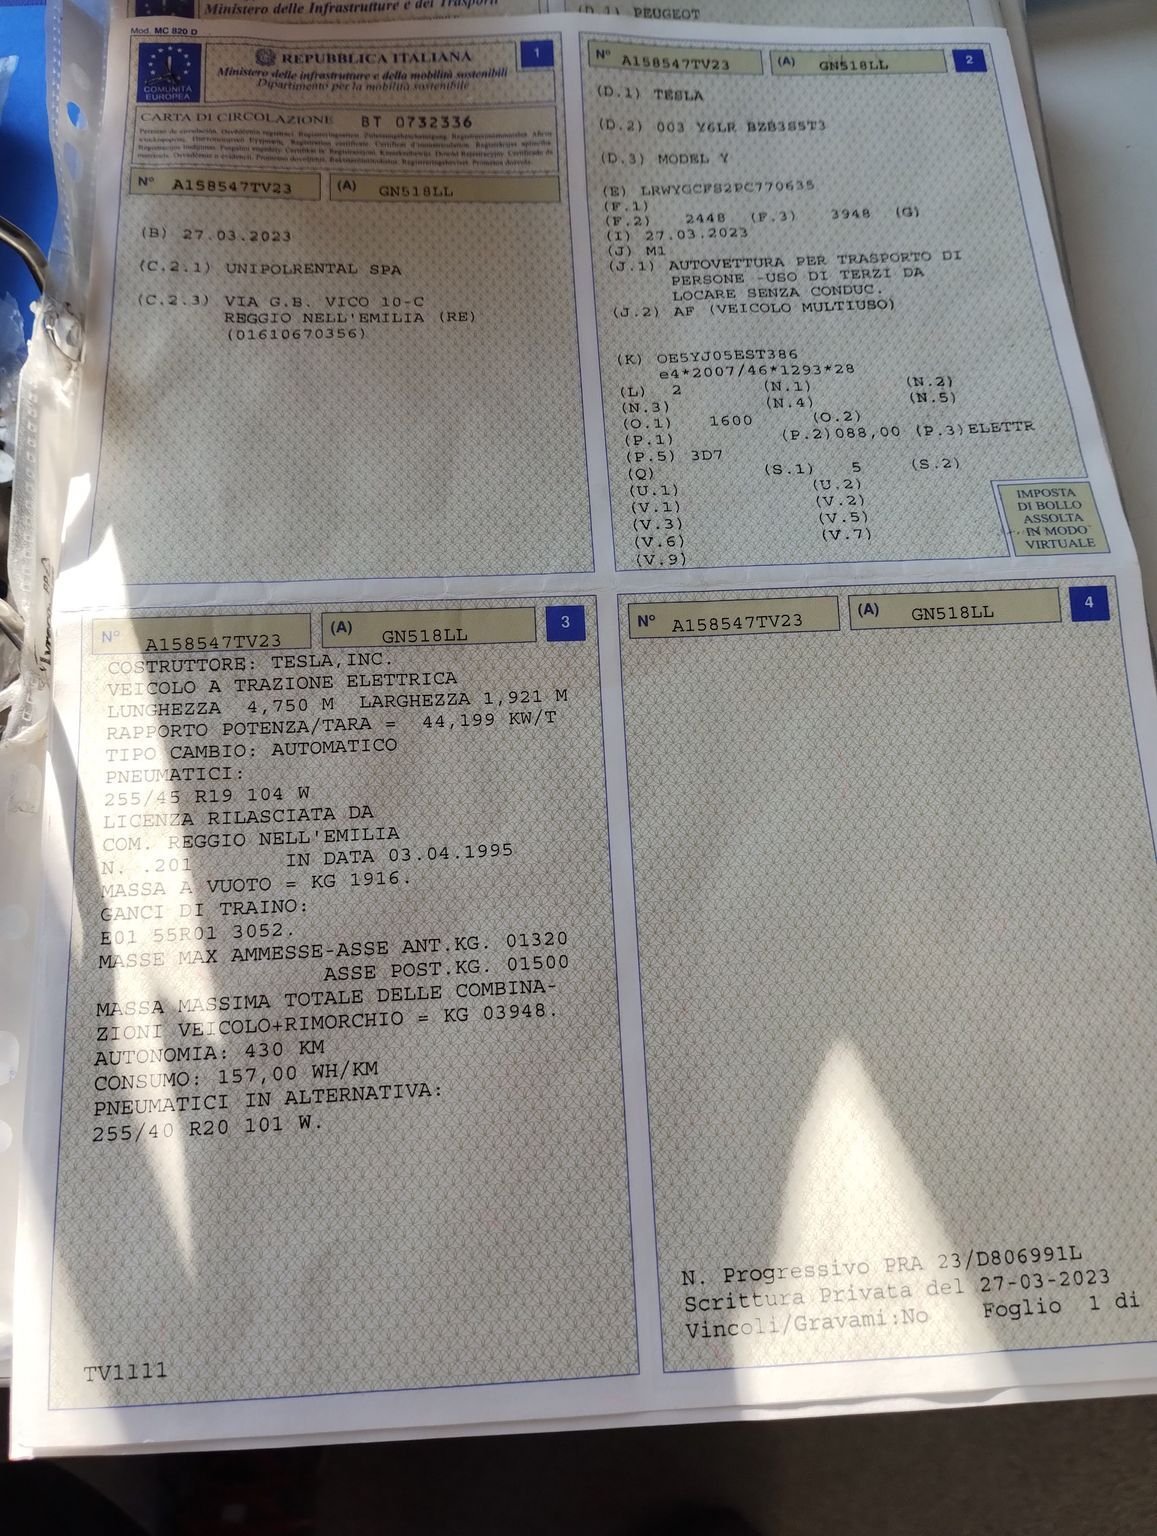 Ministero delle Infrastrutture e dei Trasporti
(D.1) PEUGEOT
Mod. MC 820 D
COMUNITÀ
EUROPEA
REPUBBLICA ITALIANA
Ministero delle infrastrutture e della mobilità sostenibili
Dipartimento per la mobilità sostenibile
1
CARTA DI CIRCOLAZIONE BT 0732336
N° A158547TV23 (A) GN518LL
(B) 27.03.2023
(C.2.1) UNIPOLRENTAL SPA
(C.2.3) VIA G.B. VICO 10-C
REGGIO NELL'EMILIA (RE)
(01610670356)
N° A158547TV23 (A) GN518LL 2
(D.1) TESLA
(D.2) 003 Y6LR BZB3S5T3
(D.3) MODEL Y
(E) LRWYGCFS2PC770635
(F.1)
(F.2) 2448 (F.3) 3948 (G)
(I) 27.03.2023
(J) M1
(J.1) AUTOVETTURA PER TRASPORTO DI
PERSONE -USO DI TERZI DA
LOCARE SENZA CONDUC.
(J.2) AF (VEICOLO MULTIUSO)
(K) OE5YJ05EST386
e4*2007/46*1293*28
(L) 2 (N.1) (N.2)
(N.3) (N.4) (N.5)
(O.1) 1600 (O.2)
(P.1) (P.2)088,00 (P.3)ELETTR
(P.5) 3D7
(Q) (S.1) 5 (S.2)
(U.1) (U.2)
(V.1) (V.2)
(V.3) (V.5)
(V.6) (V.7)
(V.9)
IMPOSTA
DI BOLLO
ASSOLTA
IN MODO
VIRTUALE
N° A158547TV23 (A) GN518LL 3
COSTRUTTORE: TESLA,INC.
VEICOLO A TRAZIONE ELETTRICA
LUNGHEZZA 4,750 M LARGHEZZA 1,921 M
RAPPORTO POTENZA/TARA = 44,199 KW/T
TIPO CAMBIO: AUTOMATICO
PNEUMATICI:
255/45 R19 104 W
LICENZA RILASCIATA DA
COM. REGGIO NELL'EMILIA
N. .201 IN DATA 03.04.1995
MASSA A VUOTO = KG 1916.
GANCI DI TRAINO:
E01 55R01 3052.
MASSE MAX AMMESSE-ASSE ANT.KG. 01320
ASSE POST.KG. 01500
MASSA MASSIMA TOTALE DELLE COMBINA-
ZIONI VEICOLO+RIMORCHIO = KG 03948.
AUTONOMIA: 430 KM
CONSUMO: 157,00 WH/KM
PNEUMATICI IN ALTERNATIVA:
255/40 R20 101 W.
TV1111
N° A158547TV23 (A) GN518LL 4
N. Progressivo PRA 23/D806991L
Scrittura Privata del 27-03-2023
Vincoli/Gravami:No Foglio 1 di